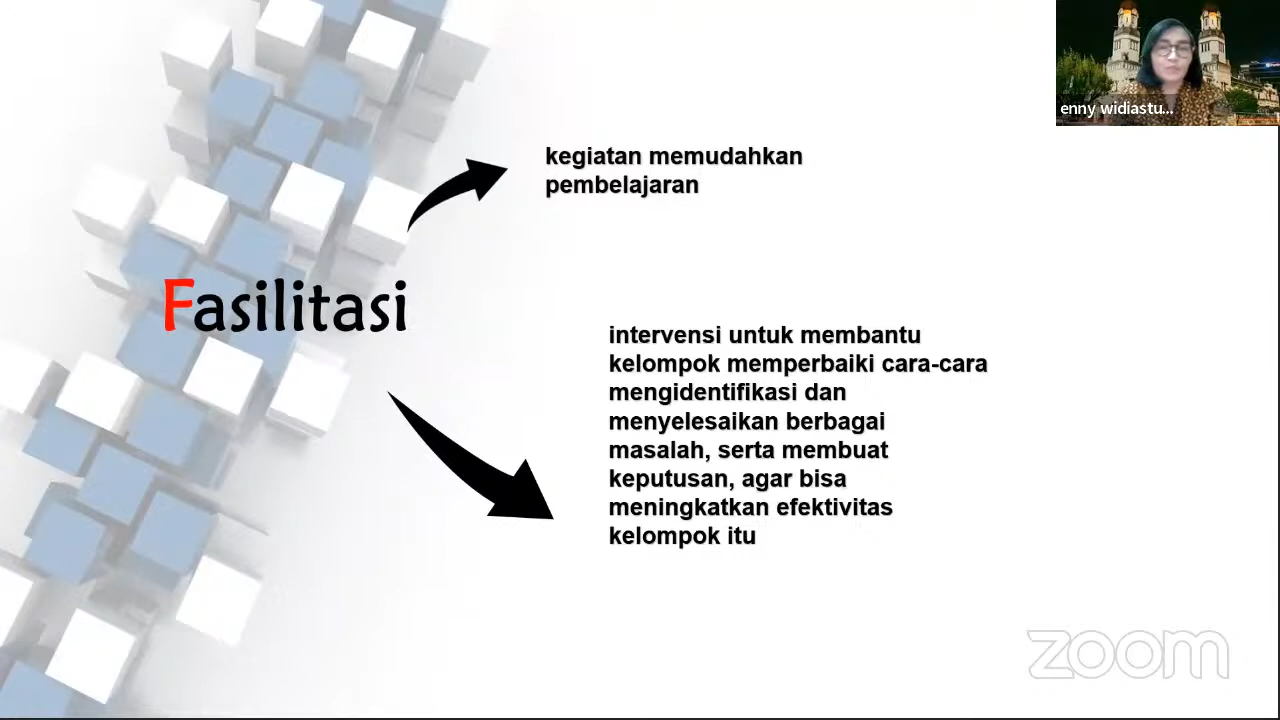 enny widiastu...
kegiatan memudahkan
pembelajaran
Fasilitasi
intervensi untuk membantu
kelompok memperbaiki cara-cara
mengidentifikasi dan
menyelesaikan berbagai
masalah, serta membuat
keputusan, agar bisa
meningkatkan efektivitas
kelompok itu
zoom